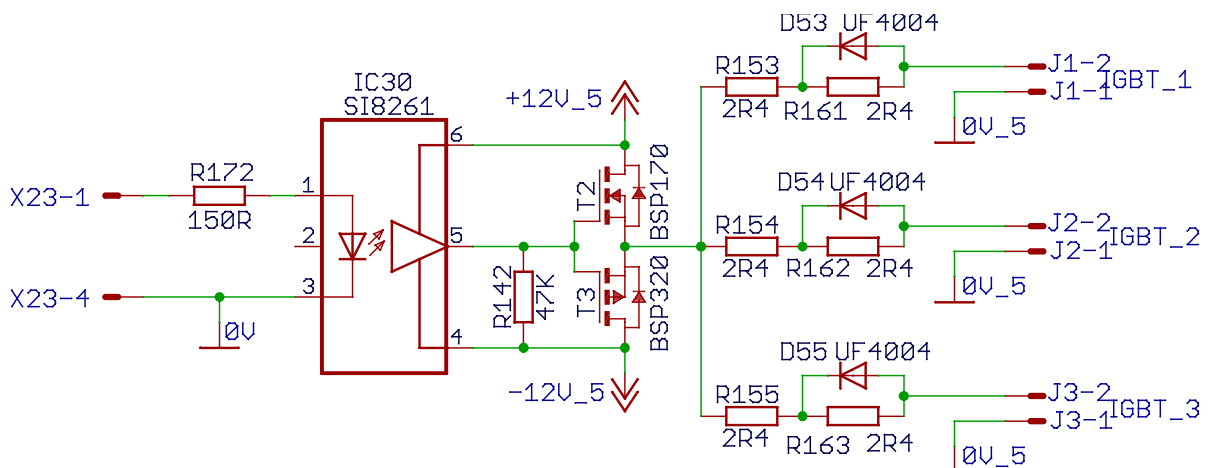 D53 UF4004
R153
2R4
R161
2R4
J1-2
J1-1
IGBT_1
0V_5
IC30
SI8261
+12V_5
6
X23-1
R172
150R
1
2
3
5
4
T2
BSP170
X23-4
0V
R142
47K
T3
BSP320
-12V_5
D54 UF4004
R154
2R4
R162
2R4
J2-2
J2-1
IGBT_2
0V_5
D55 UF4004
R155
2R4
R163
2R4
J3-2
J3-1
IGBT_3
0V_5